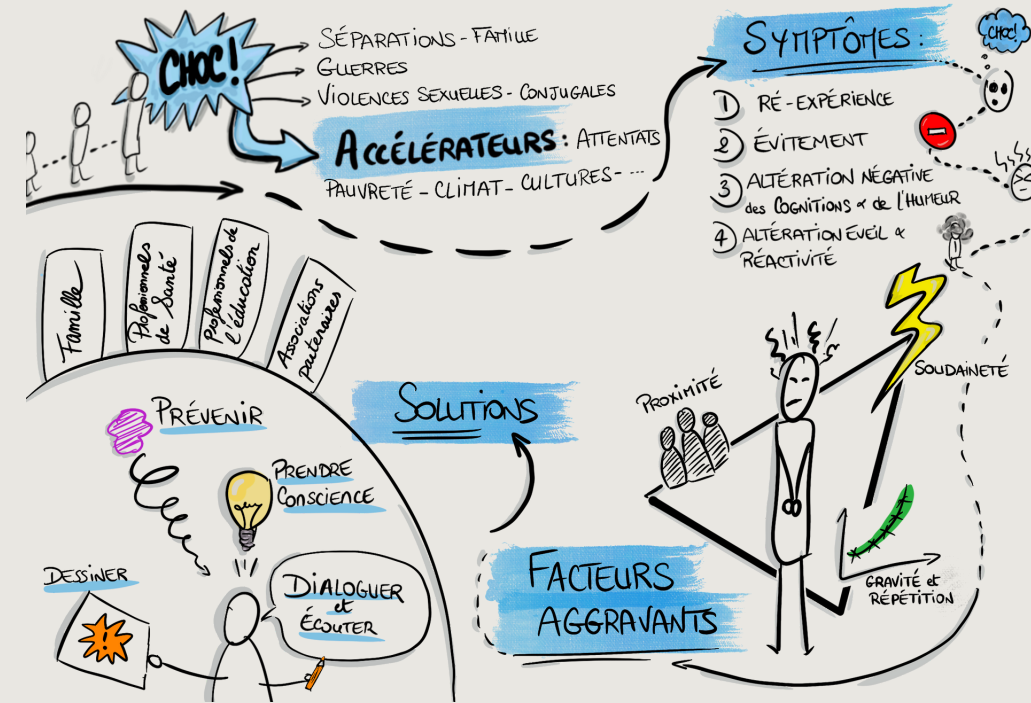 CHOC!
SÉPARATIONS - FAMILLE
GUERRES
VIOLENCES SEXUELLES - CONJUGALES
ACCÉLÉRATEURS : ATTENTATS
PAUVRETÉ - CLIMAT - CULTURES - ...
SYMPTÔMES :
CHOC!
1 RÉ-EXPÉRIENCE
2 ÉVITEMENT
3 ALTÉRATION NÉGATIVE
des COGNITIONS & de L'HUMEUR
4 ALTÉRATION ÉVEIL &
RÉACTIVITÉ
Famille
Professionnels
de Santé
Professionnels de
l'éducation
Associations
partenaires
PRÉVENIR
PRENDRE
CONSCIENCE
DESSINER
!
DIALOGUER
et
ÉCOUTER
SOLUTIONS
PROXIMITÉ
SOUDAINETÉ
GRAVITÉ et
RÉPÉTITION
FACTEURS
AGGRAVANTS